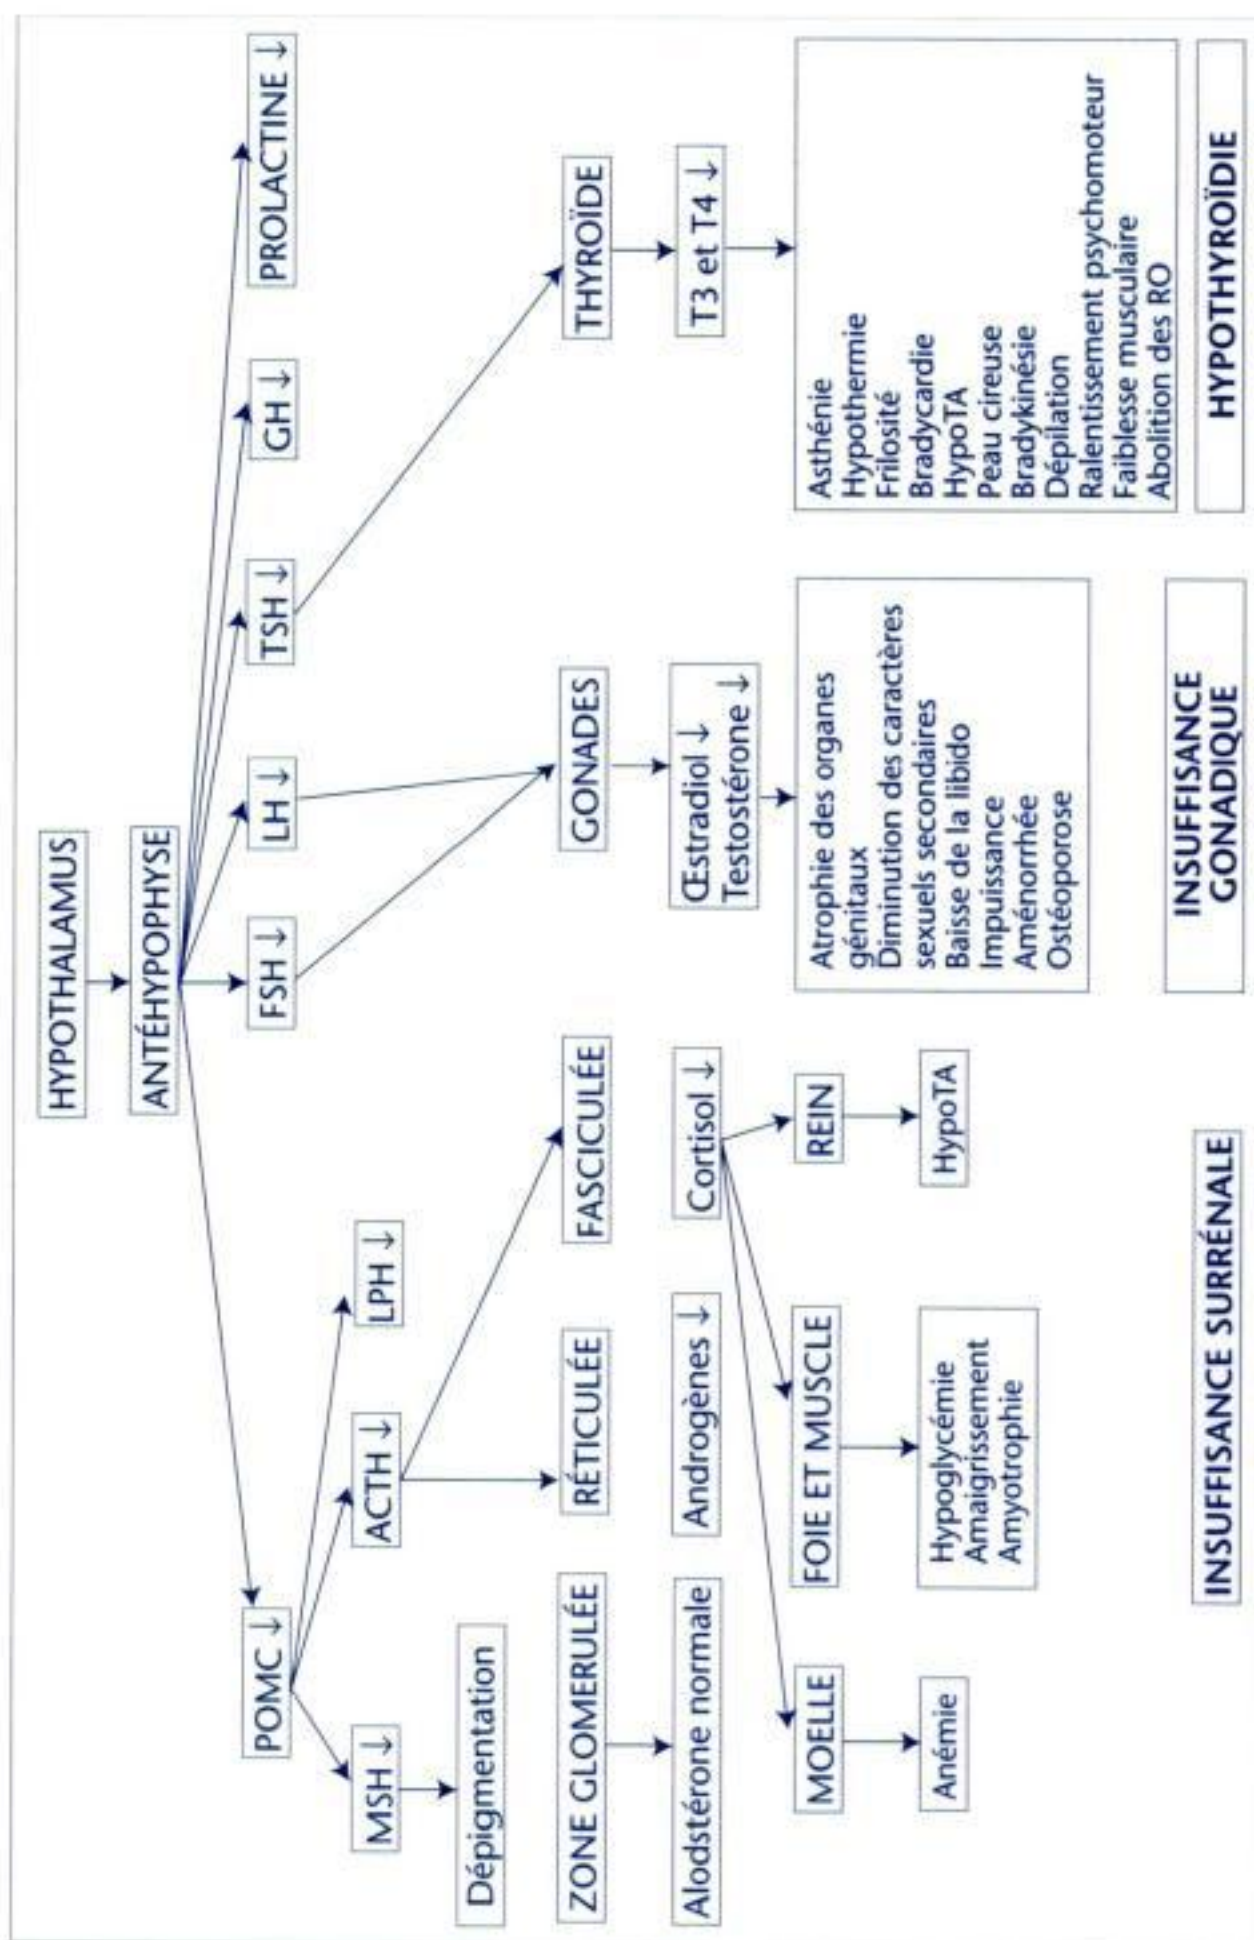 HYPOTHALAMUS
ANTÉHYPOPHYSE
POMC ↓
FSH ↓
LH ↓
TSH ↓
GH ↓
PROLACTINE ↓
MSH ↓
ACTH ↓
LPH ↓
Dépigmentation
ZONE GLOMERULÉE
RÉTICULÉE
FASCICULÉE
GONADES
THYROÏDE
Alodstérone normale
Androgènes ↓
Cortisol ↓
Œstradiol ↓
Testostérone ↓
T3 et T4 ↓
MOELLE
FOIE ET MUSCLE
REIN
Atrophie des organes
génitaux
Diminution des caractères
sexuels secondaires
Baisse de la libido
Impuissance
Aménorrhée
Ostéoporose
Asthénie
Hypothermie
Frilosité
Bradycardie
HypoTA
Peau cireuse
Bradykinésie
Dépilation
Ralentissement psychomoteur
Faiblesse musculaire
Abolition des RO
Anémie
Hypoglycémie
Amaigrissement
Amyotrophie
HypoTA
INSUFFISANCE SURRÉNALE
INSUFFISANCE
GONADIQUE
HYPOTHYROÏDIE